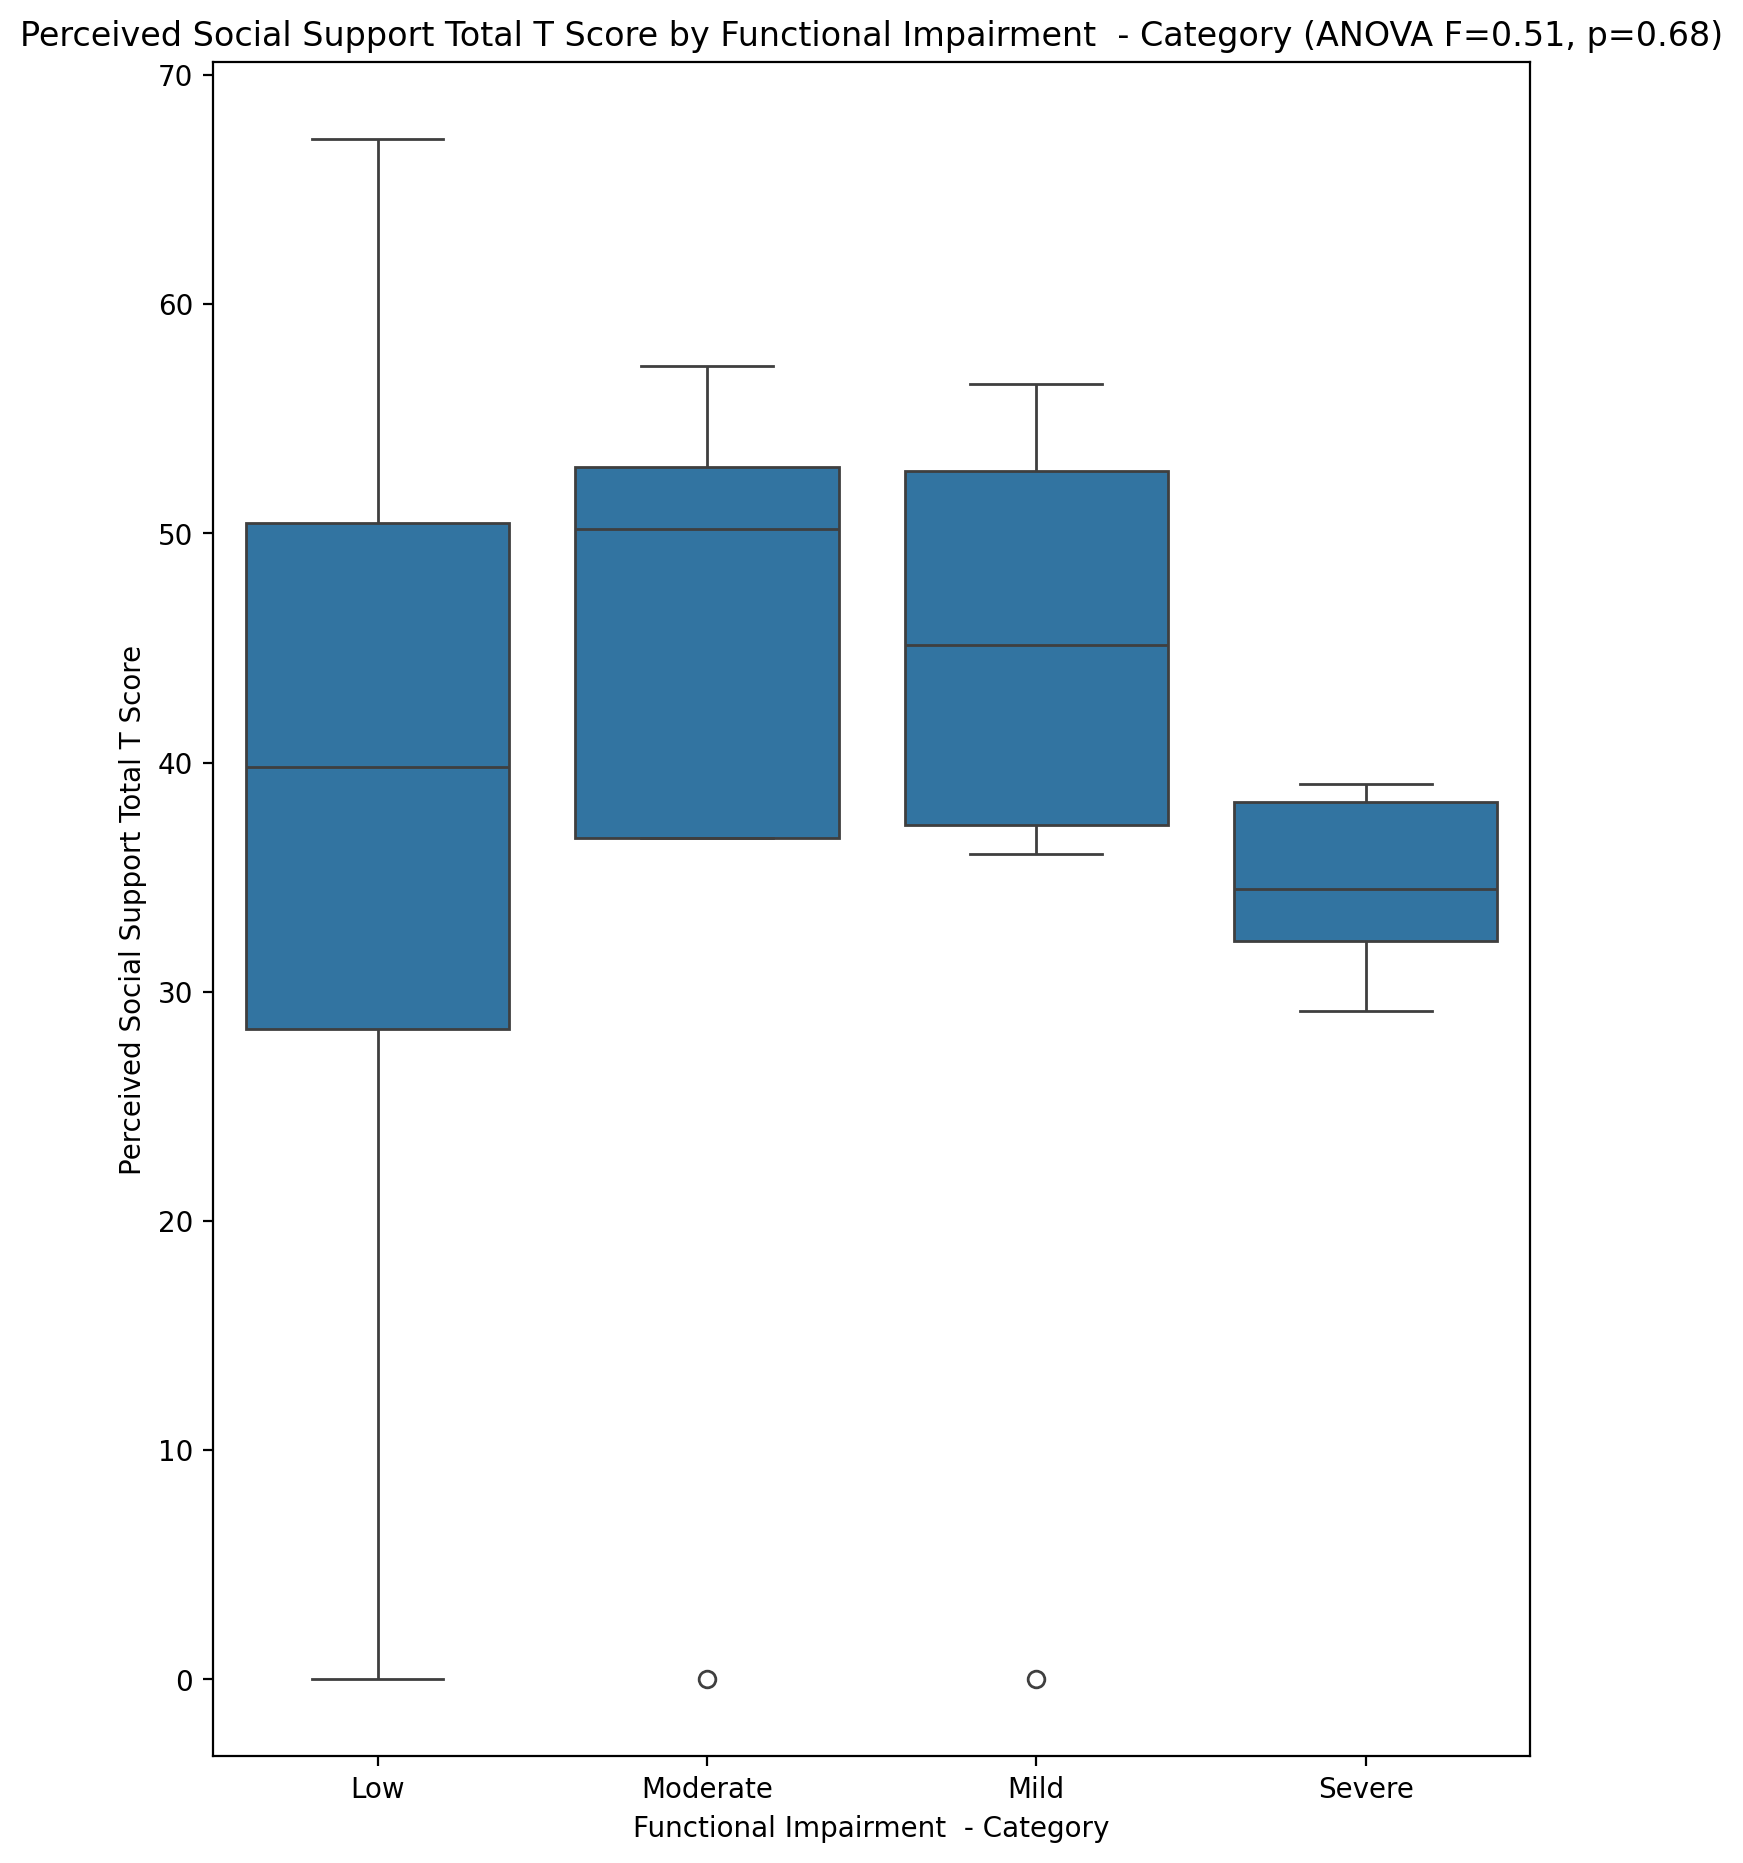 Perceived Social Support Total T Score by Functional Impairment  - Category (ANOVA F=0.51, p=0.68)
70
60
50
40
30
20
10
0
Perceived Social Support Total T Score
Low
Moderate
Mild
Severe
Functional Impairment  - Category